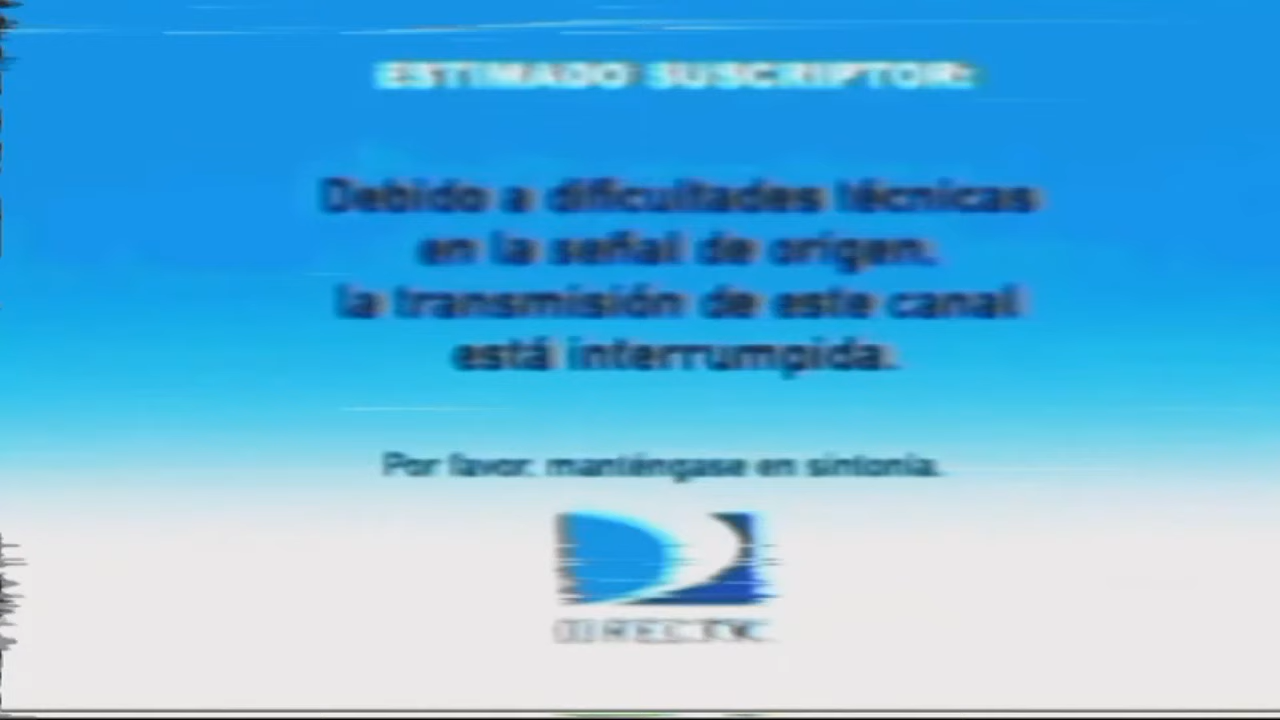 ESTIMADO SUSCRIPTOR:
Debido a dificultades técnicas
en la señal de origen,
la transmisión de este canal
está interrumpida.
Por favor, manténgase en sintonía.
DIRECTV